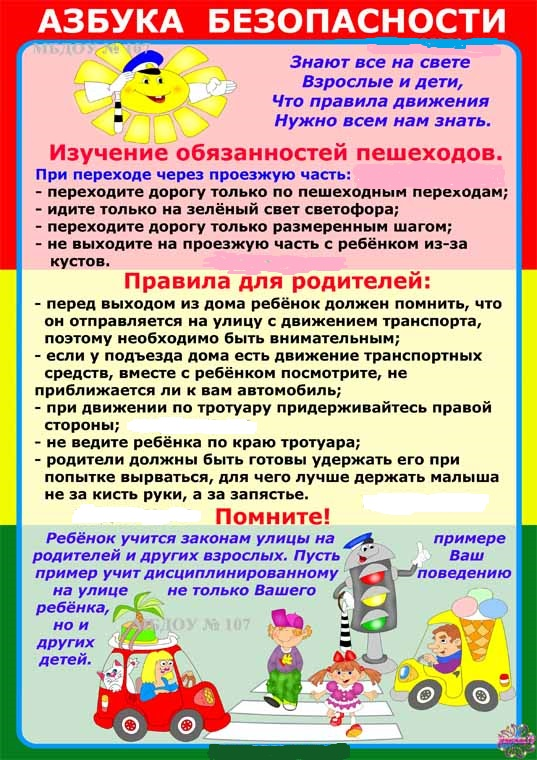 АЗБУКА БЕЗОПАСНОСТИ
МБДОУ № 107
Знают все на свете
Взрослые и дети,
Что правила движения
Нужно всем нам знать.
Изучение обязанностей пешеходов.
При переходе через проезжую часть:
- переходите дорогу только по пешеходным переходам;
- идите только на зелёный свет светофора;
- переходите дорогу только размеренным шагом;
- не выходите на проезжую часть с ребёнком из-за
кустов.
Правила для родителей:
- перед выходом из дома ребёнок должен помнить, что
он отправляется на улицу с движением транспорта,
поэтому необходимо быть внимательным;
- если у подъезда дома есть движение транспортных
средств, вместе с ребёнком посмотрите, не
приближается ли к вам автомобиль;
- при движении по тротуару придерживайтесь правой
стороны;
- не ведите ребёнка по краю тротуара;
- родители должны быть готовы удержать его при
попытке вырваться, для чего лучше держать малыша
не за кисть руки, а за запястье.
Помните!
Ребёнок учится законам улицы на примере
родителей и других взрослых. Пусть Ваш
пример учит дисциплинированному поведению
на улице не только Вашего
ребёнка,
но и
других
детей.
МБДОУ № 107